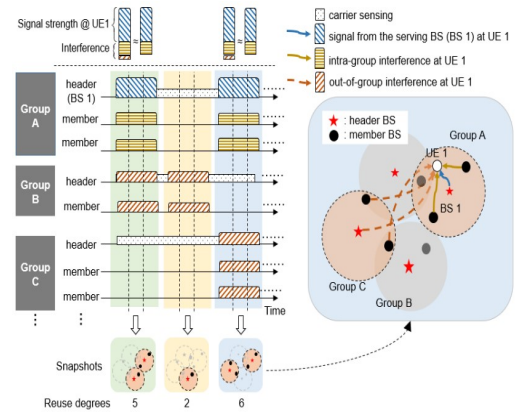 Signal strength @ UE1
Interference
≈
≈
carrier sensing
signal from the serving BS (BS 1) at UE 1
intra-group interference at UE 1
out-of-group interference at UE 1
Group
A
header
(BS 1)
member
member
Group
B
header
member
Group
C
header
member
member
Time
Snapshots
Reuse degrees 5 2 6
: header BS
: member BS
Group A
UE 1
BS 1
Group C
Group B